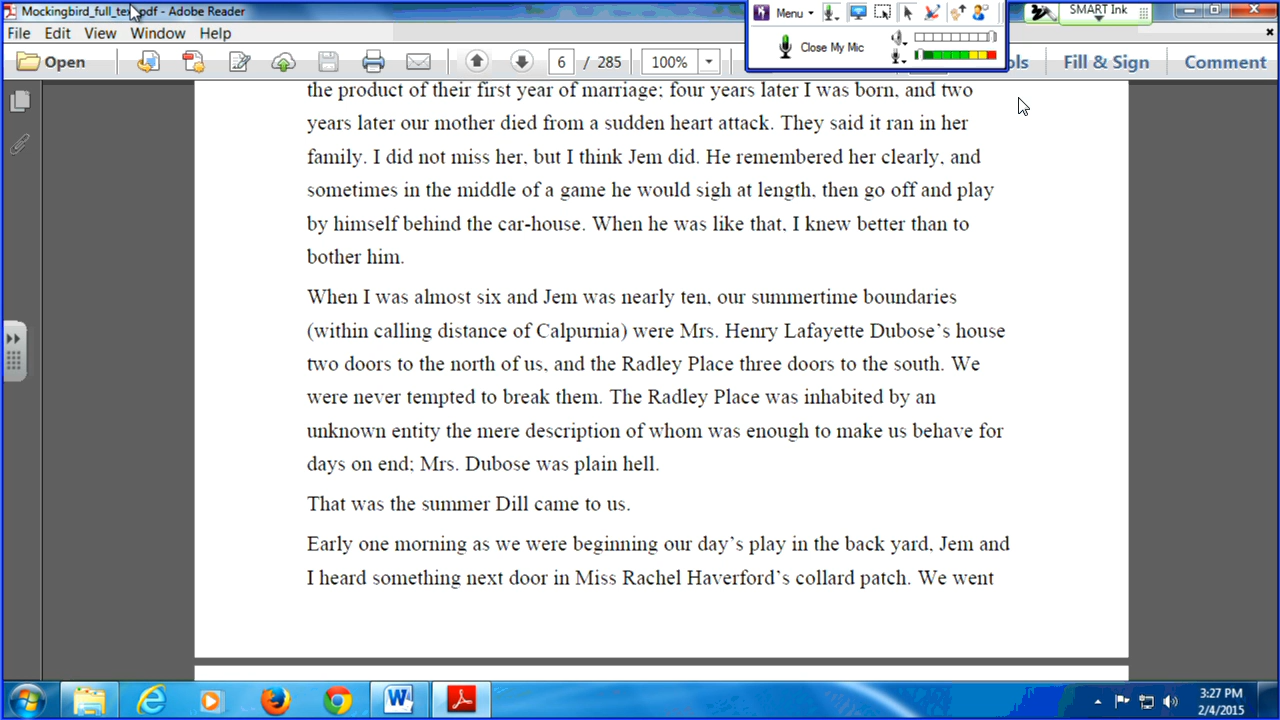 Mockingbird_full_te pdf - Adobe Reader
Menu
SMART Ink
File Edit View Window Help
Close My Mic
Open
6 / 285
100%
Fill & Sign
Comment
the product of their first year of marriage; four years later I was born, and two
years later our mother died from a sudden heart attack. They said it ran in her
family. I did not miss her, but I think Jem did. He remembered her clearly, and
sometimes in the middle of a game he would sigh at length, then go off and play
by himself behind the car-house. When he was like that, I knew better than to
bother him.
When I was almost six and Jem was nearly ten, our summertime boundaries
(within calling distance of Calpurnia) were Mrs. Henry Lafayette Dubose’s house
two doors to the north of us, and the Radley Place three doors to the south. We
were never tempted to break them. The Radley Place was inhabited by an
unknown entity the mere description of whom was enough to make us behave for
days on end; Mrs. Dubose was plain hell.
That was the summer Dill came to us.
Early one morning as we were beginning our day’s play in the back yard, Jem and
I heard something next door in Miss Rachel Haverford’s collard patch. We went
3:27 PM
2/4/2015